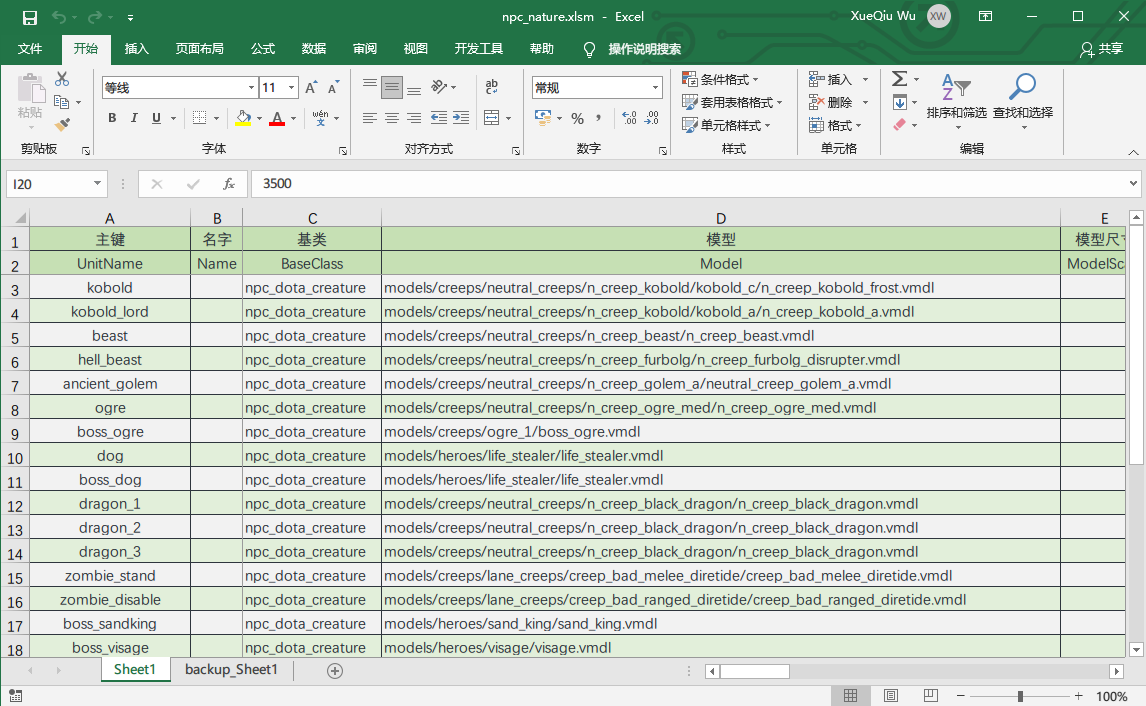 npc_nature.xlsm - Excel
XueQiu Wu XW
文件 开始 插入 页面布局 公式 数据 审阅 视图 开发工具 帮助 操作说明搜索 共享
粘贴
等线 11
B I U A wén
ab c
常规
% ,
条件格式
套用表格格式
单元格样式
插入
删除
格式
排序和筛选 查找和选择
剪贴板 字体 对齐方式 数字 样式 单元格 编辑
I20 fx 3500
A B C D E
1 主键 名字 基类 模型 模型尺寸
2 UnitName Name BaseClass Model ModelSc
3 kobold npc_dota_creature models/creeps/neutral_creeps/n_creep_kobold/kobold_c/n_creep_kobold_frost.vmdl
4 kobold_lord npc_dota_creature models/creeps/neutral_creeps/n_creep_kobold/kobold_a/n_creep_kobold_a.vmdl
5 beast npc_dota_creature models/creeps/neutral_creeps/n_creep_beast/n_creep_beast.vmdl
6 hell_beast npc_dota_creature models/creeps/neutral_creeps/n_creep_furbolg/n_creep_furbolg_disrupter.vmdl
7 ancient_golem npc_dota_creature models/creeps/neutral_creeps/n_creep_golem_a/neutral_creep_golem_a.vmdl
8 ogre npc_dota_creature models/creeps/neutral_creeps/n_creep_ogre_med/n_creep_ogre_med.vmdl
9 boss_ogre npc_dota_creature models/creeps/ogre_1/boss_ogre.vmdl
10 dog npc_dota_creature models/heroes/life_stealer/life_stealer.vmdl
11 boss_dog npc_dota_creature models/heroes/life_stealer/life_stealer.vmdl
12 dragon_1 npc_dota_creature models/creeps/neutral_creeps/n_creep_black_dragon/n_creep_black_dragon.vmdl
13 dragon_2 npc_dota_creature models/creeps/neutral_creeps/n_creep_black_dragon/n_creep_black_dragon.vmdl
14 dragon_3 npc_dota_creature models/creeps/neutral_creeps/n_creep_black_dragon/n_creep_black_dragon.vmdl
15 zombie_stand npc_dota_creature models/creeps/lane_creeps/creep_bad_melee_diretide/creep_bad_melee_diretide.vmdl
16 zombie_disable npc_dota_creature models/creeps/lane_creeps/creep_bad_ranged_diretide/creep_bad_ranged_diretide.vmdl
17 boss_sandking npc_dota_creature models/heroes/sand_king/sand_king.vmdl
18 boss_visage npc_dota_creature models/heroes/visage/visage.vmdl
Sheet1 backup_Sheet1
100%